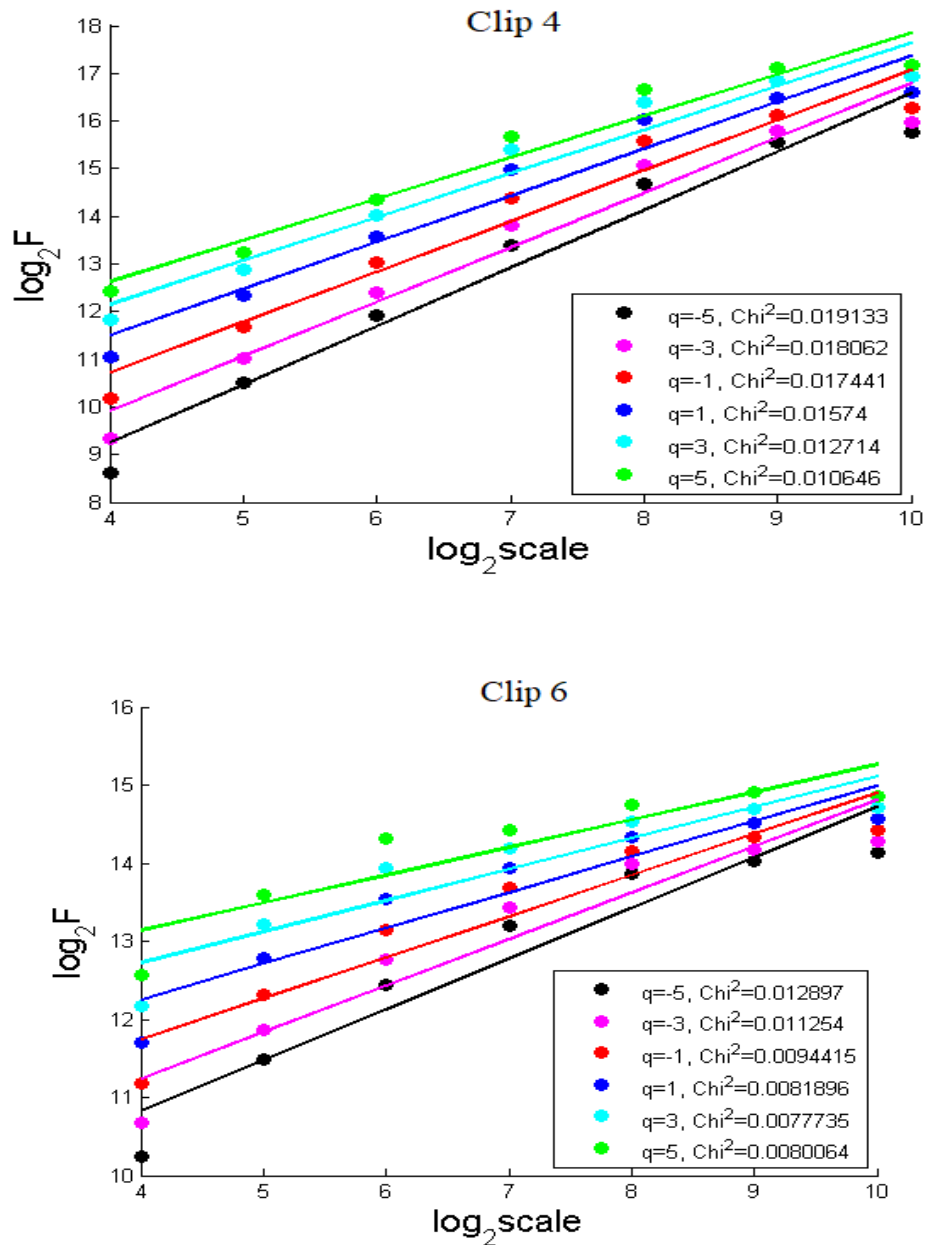 Clip 4
18
17
16
15
14
13
12
11
10
9
8
log₂F
4 5 6 7 8 9 10
log₂scale
q=-5, Chi²=0.019133
q=-3, Chi²=0.018062
q=-1, Chi²=0.017441
q=1, Chi²=0.01574
q=3, Chi²=0.012714
q=5, Chi²=0.010646
Clip 6
16
15
14
13
12
11
10
log₂F
4 5 6 7 8 9 10
log₂scale
q=-5, Chi²=0.012897
q=-3, Chi²=0.011254
q=-1, Chi²=0.0094415
q=1, Chi²=0.0081896
q=3, Chi²=0.0077735
q=5, Chi²=0.0080064